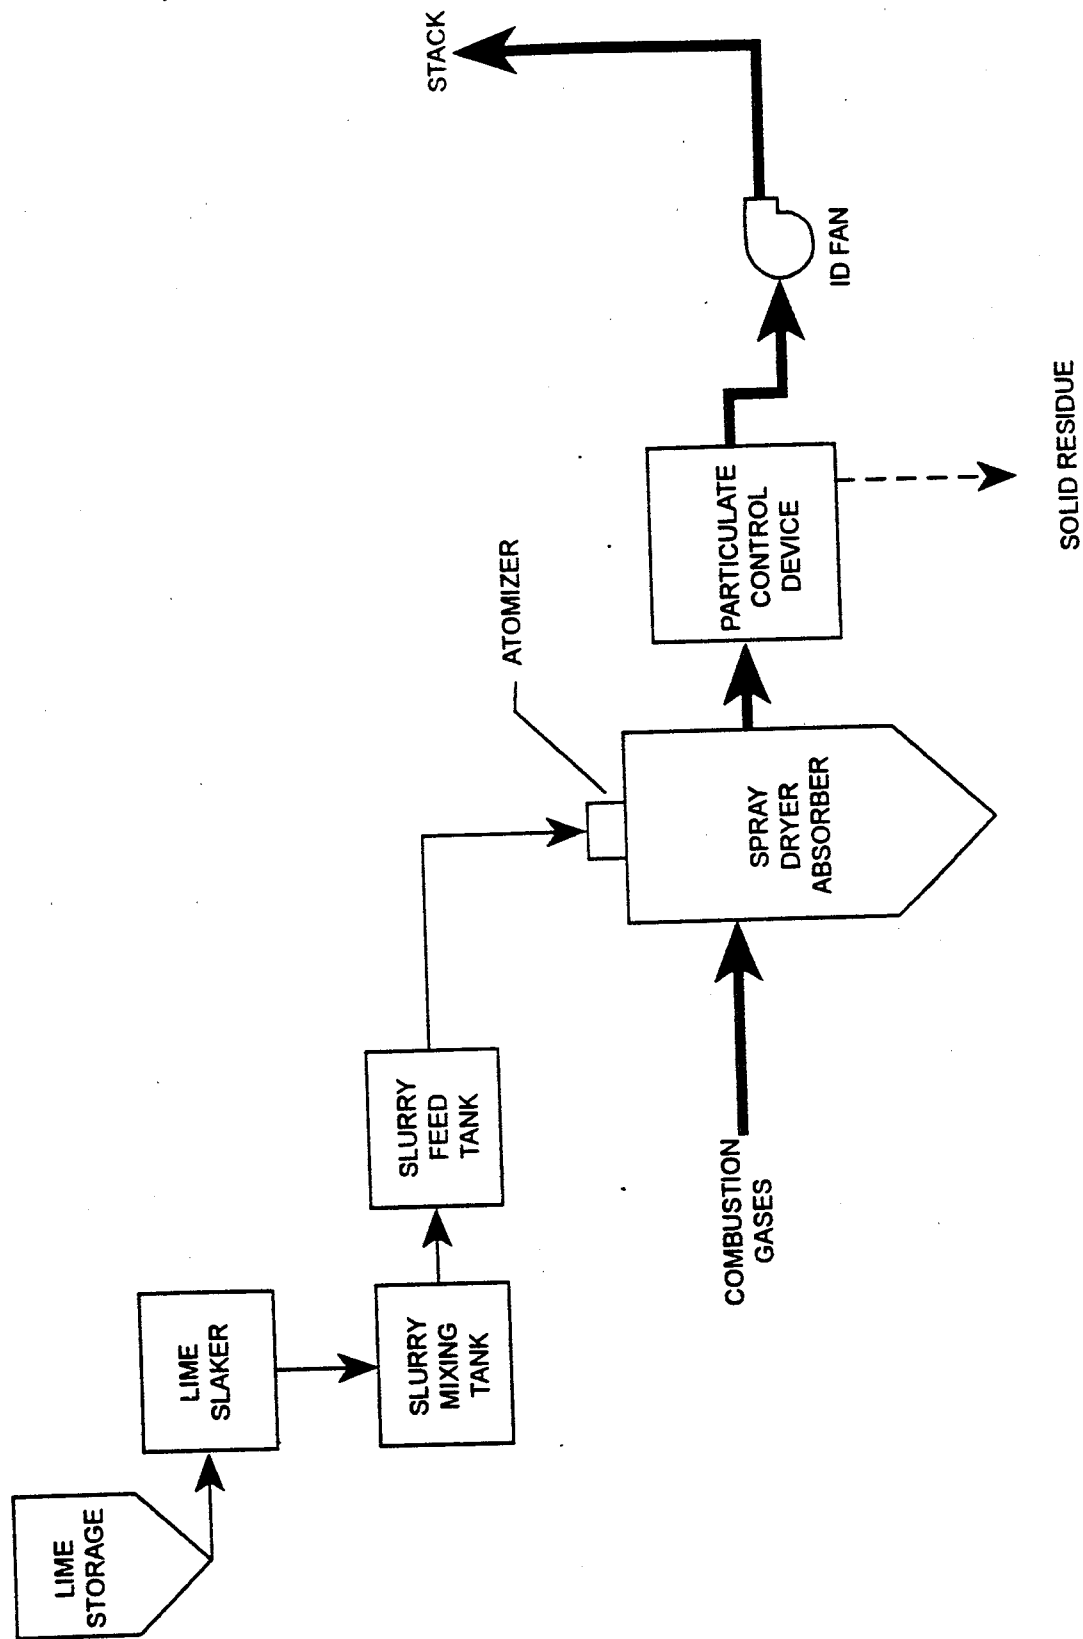 LIME
STORAGE
LIME
SLAKER
SLURRY
MIXING
TANK
SLURRY
FEED
TANK
ATOMIZER
COMBUSTION
GASES
SPRAY
DRYER
ABSORBER
PARTICULATE
CONTROL
DEVICE
SOLID RESIDUE
ID FAN
STACK